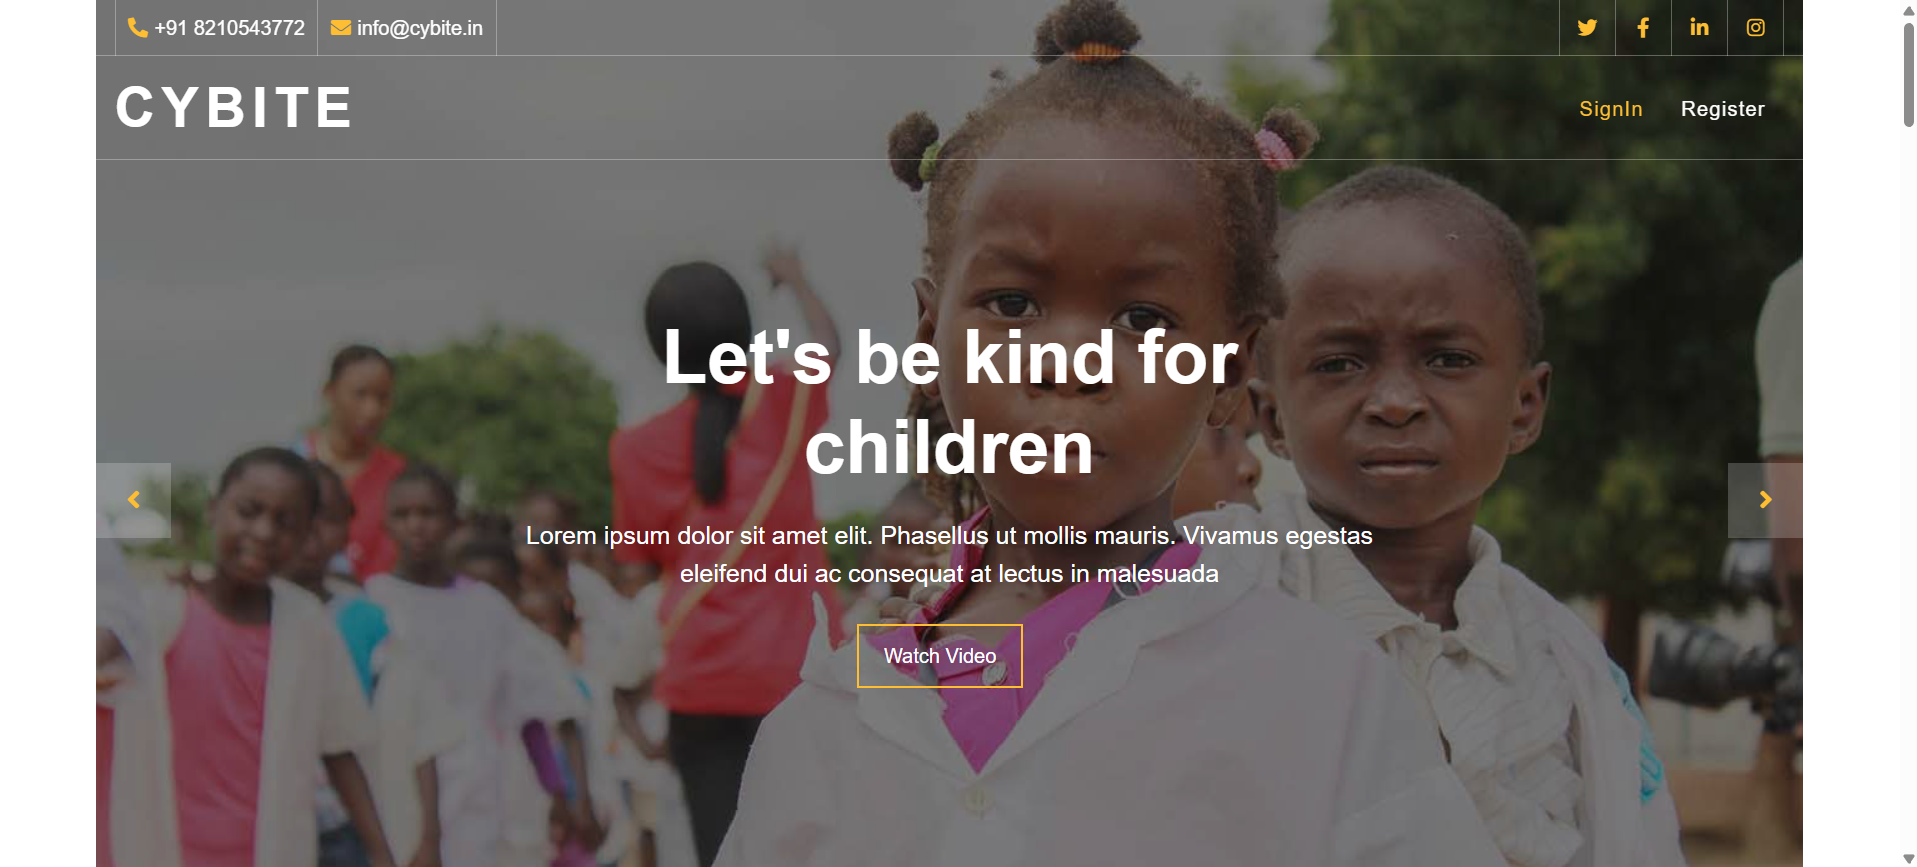 +91 8210543772 info@cybite.in
CYBITE
SignIn Register
Let's be kind for
children
Lorem ipsum dolor sit amet elit. Phasellus ut mollis mauris. Vivamus egestas
eleifend dui ac consequat at lectus in malesuada
Watch Video